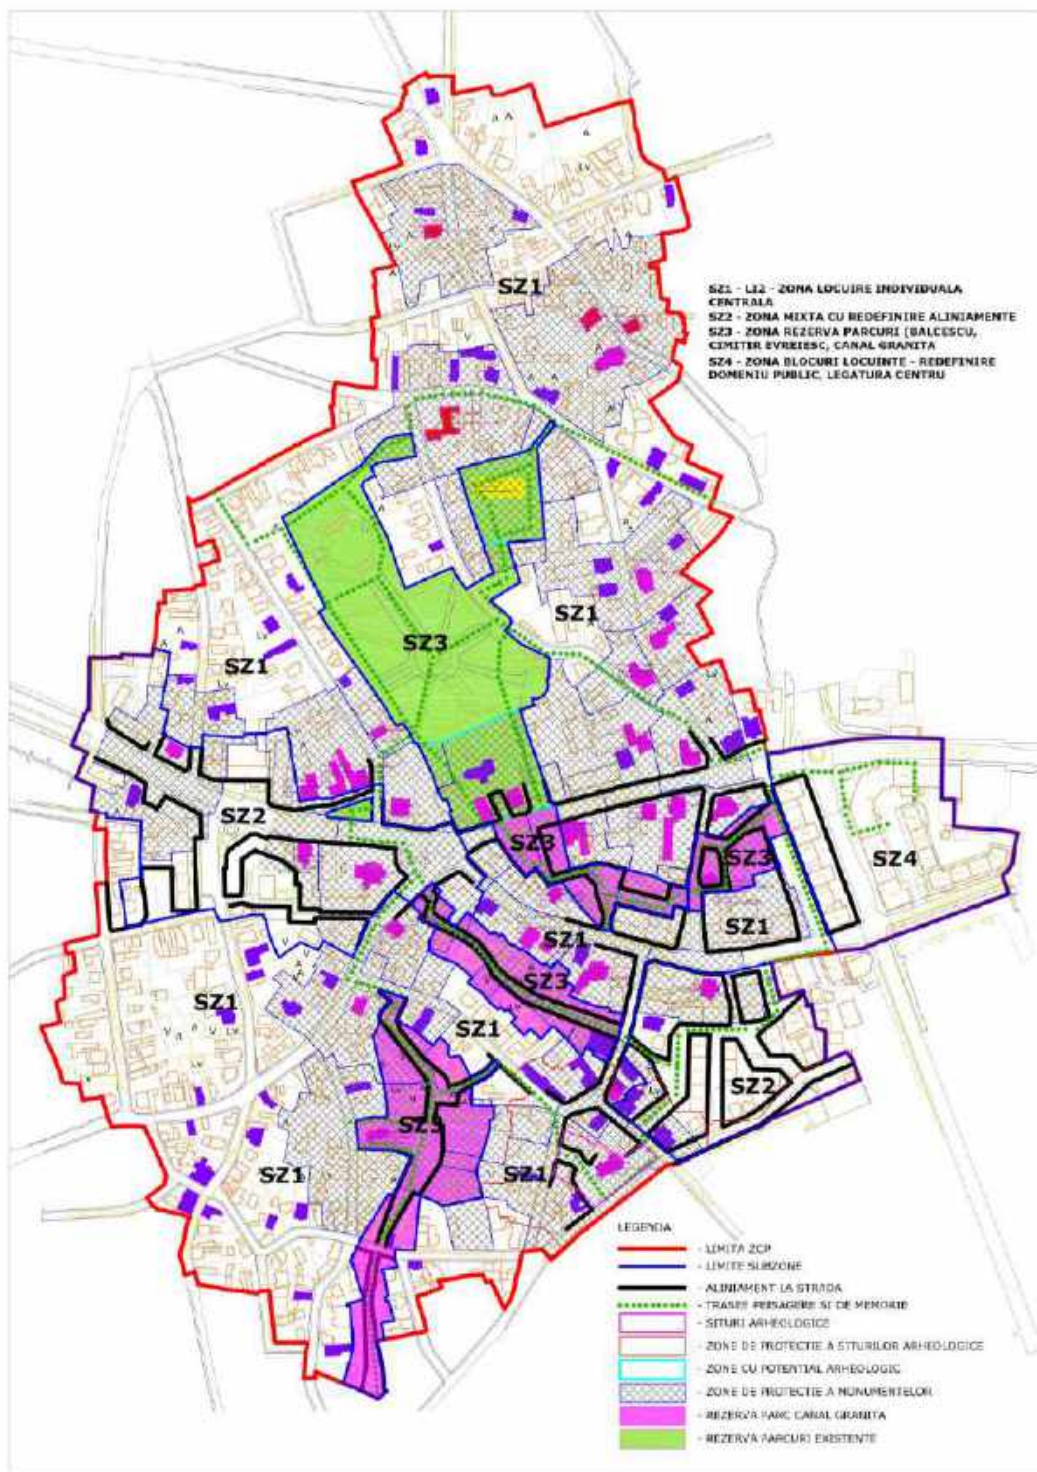 SZ1 - LI2 - ZONA LOCUIRE INDIVIDUALA
CENTRALA
SZ2 - ZONA MIXTA CU REDEFINIRE ALINIAMENTE
SZ3 - ZONA REZERVA PARCURI (BALCESCU,
CIMITIR EVREIESC, CANAL GRANITA
SZ4 - ZONA BLOCURI LOCUINTE - REDEFINIRE
DOMENIU PUBLIC, LEGATURA CENTRU
SZ1
SZ1
SZ3
SZ1
SZ2
SZ3
SZ3
SZ4
SZ1
SZ1
SZ3
SZ1
SZ1
SZ2
SZ1
SZ1
LEGENDA
- LIMITA ZCP
- LIMITE SUBZONE
- ALINIAMENT LA STRADA
- TRASEE PEISAGERE SI DE MEMORIE
- SITURI ARHEOLOGICE
- ZONE DE PROTECTIE A SITURILOR ARHEOLOGICE
- ZONE CU POTENTIAL ARHEOLOGIC
- ZONE DE PROTECTIE A MONUMENTELOR
- REZERVA PARC CANAL GRANITA
- REZERVA PARCURI EXISTENTE